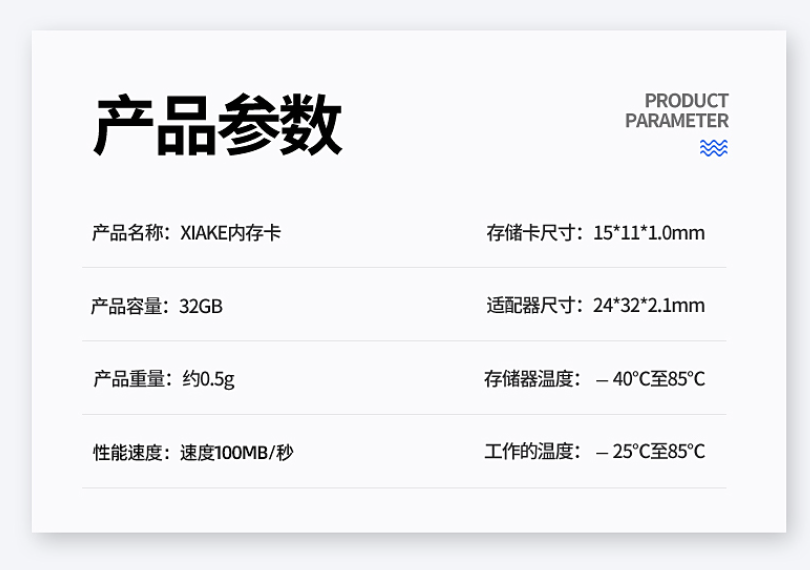 产品参数
PRODUCT
PARAMETER
产品名称：XIAKE内存卡
存储卡尺寸：15*11*1.0mm
产品容量：32GB
适配器尺寸：24*32*2.1mm
产品重量：约0.5g
存储器温度：－40℃至85℃
性能速度：速度100MB/秒
工作的温度：－25℃至85℃